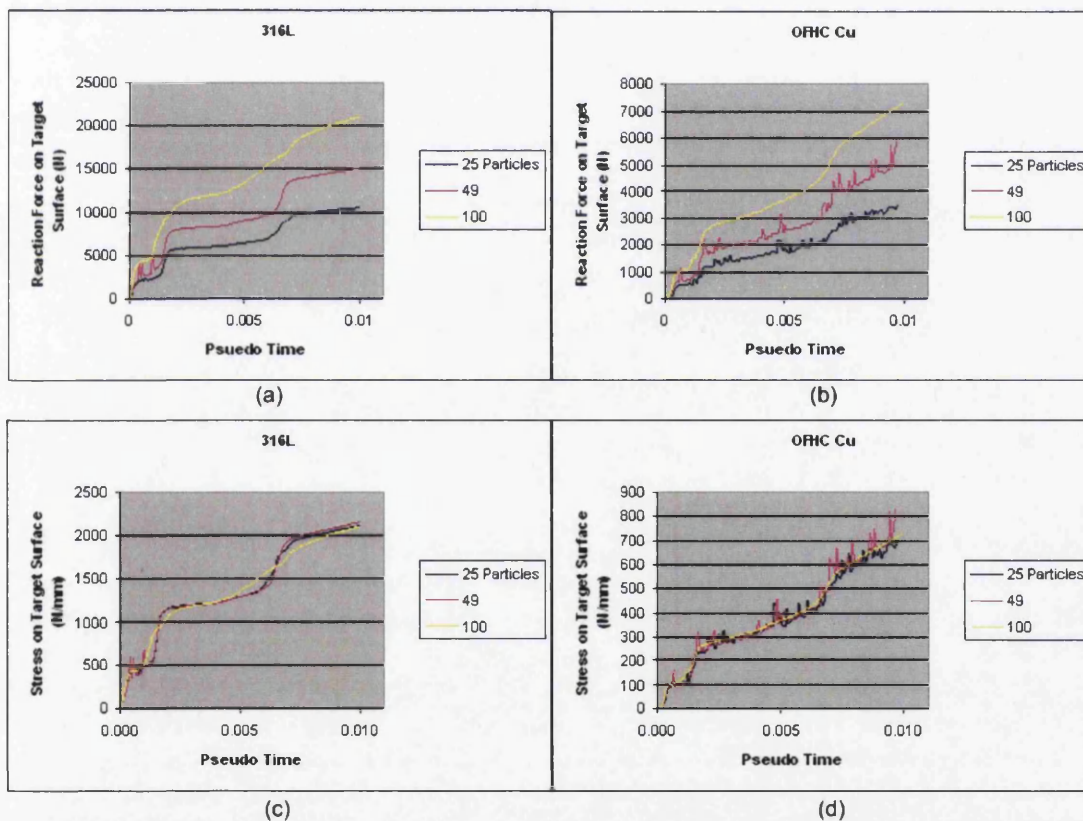 316L
Reaction Force on Target
Surface (N)
25000
20000
15000
10000
5000
0
0
0.005
0.01
Psuedo Time
25 Particles
49
100
(a)
OFHC Cu
Reaction Force on Target
Surface (N)
8000
7000
6000
5000
4000
3000
2000
1000
0
0
0.005
0.01
Psuedo Time
25 Particles
49
100
(b)
316L
Stress on Target Surface
(N/mm)
2500
2000
1500
1000
500
0
0.000
0.005
0.010
Pseudo Time
25 Particles
49
100
(c)
OFHC Cu
Stress on Target Surface
(N/mm)
900
800
700
600
500
400
300
200
100
0
0.000
0.005
0.010
Pseudo Time
25 Particles
49
100
(d)